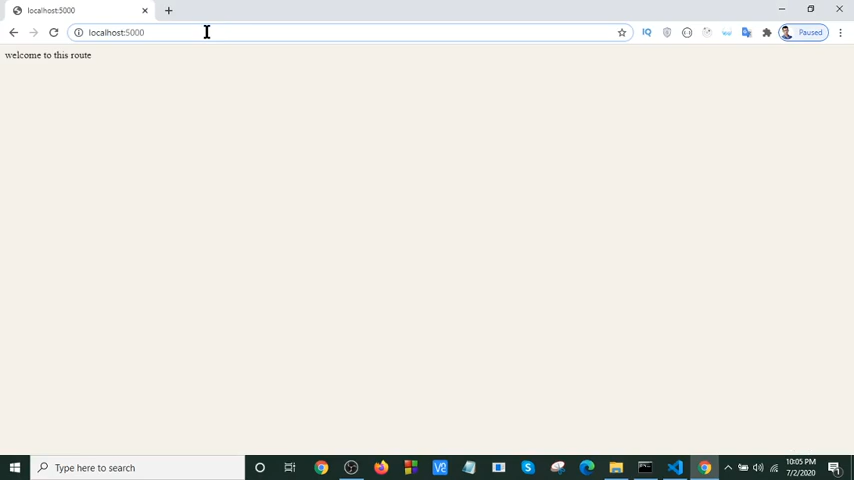 localhost:5000
localhost:5000
IQ
Paused
welcome to this route
Type here to search
10:05 PM
7/2/2020